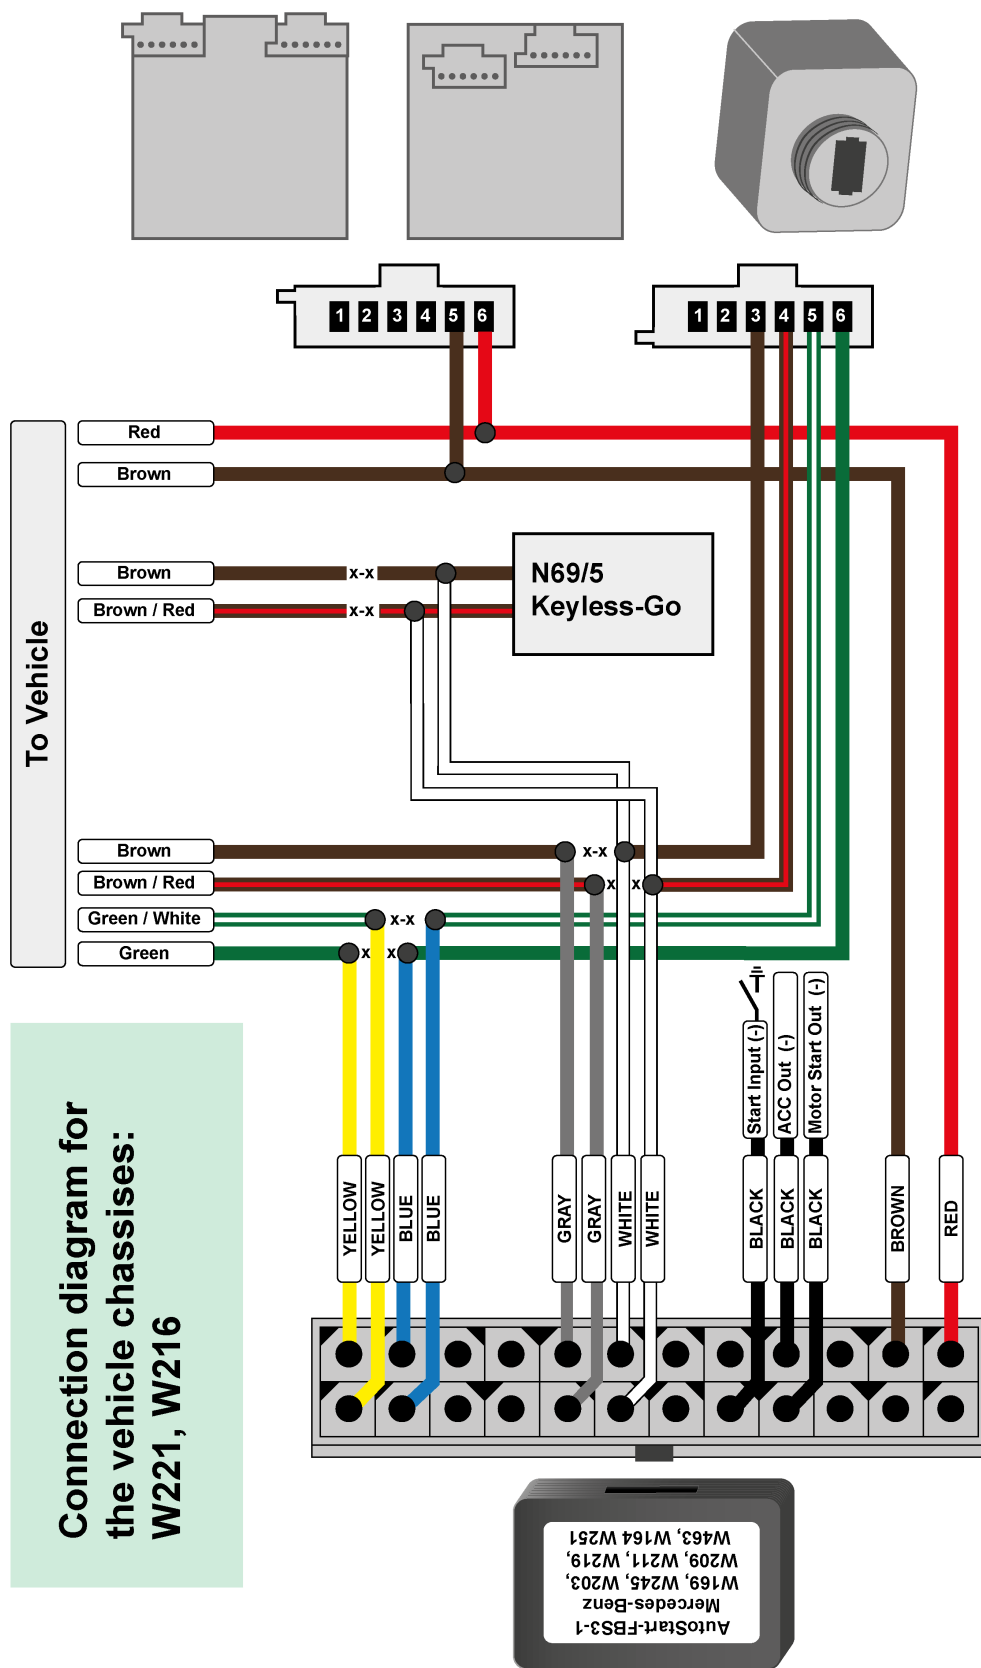 1 2 3 4 5 6
1 2 3 4 5 6
To Vehicle
Red
Brown
Brown
x-x
Brown / Red
x-x
N69/5
Keyless-Go
Brown
x-x
Brown / Red
x x
Green / White
x-x
Green
x x
Start Input (-)
ACC Out (-)
Motor Start Out (-)
YELLOW
YELLOW
BLUE
BLUE
GRAY
GRAY
WHITE
WHITE
BLACK
BLACK
BLACK
BROWN
RED
Connection diagram for
the vehicle chassises:
W221, W216
AutoStart-FBS3-1
Mercedes-Benz
W169, W245, W203,
W209, W211, W219,
W463, W164 W251